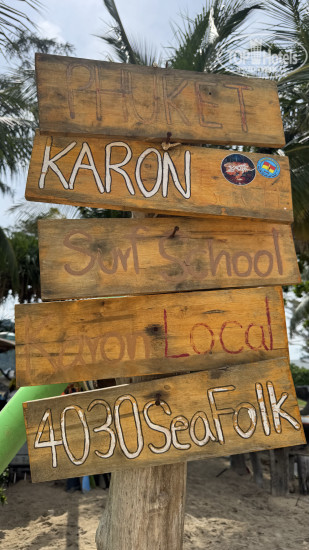 PHUKET
KARON
Surf School
Karon Local
4030SeaFolk